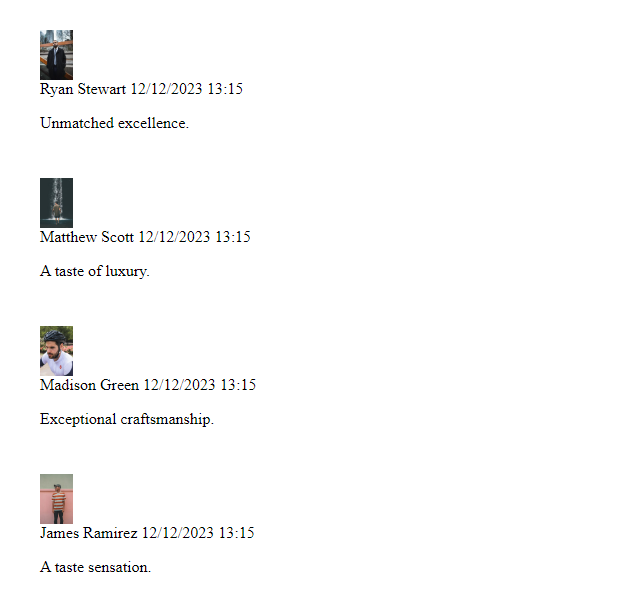 Ryan Stewart 12/12/2023 13:15
Unmatched excellence.
Matthew Scott 12/12/2023 13:15
A taste of luxury.
Madison Green 12/12/2023 13:15
Exceptional craftsmanship.
James Ramirez 12/12/2023 13:15
A taste sensation.